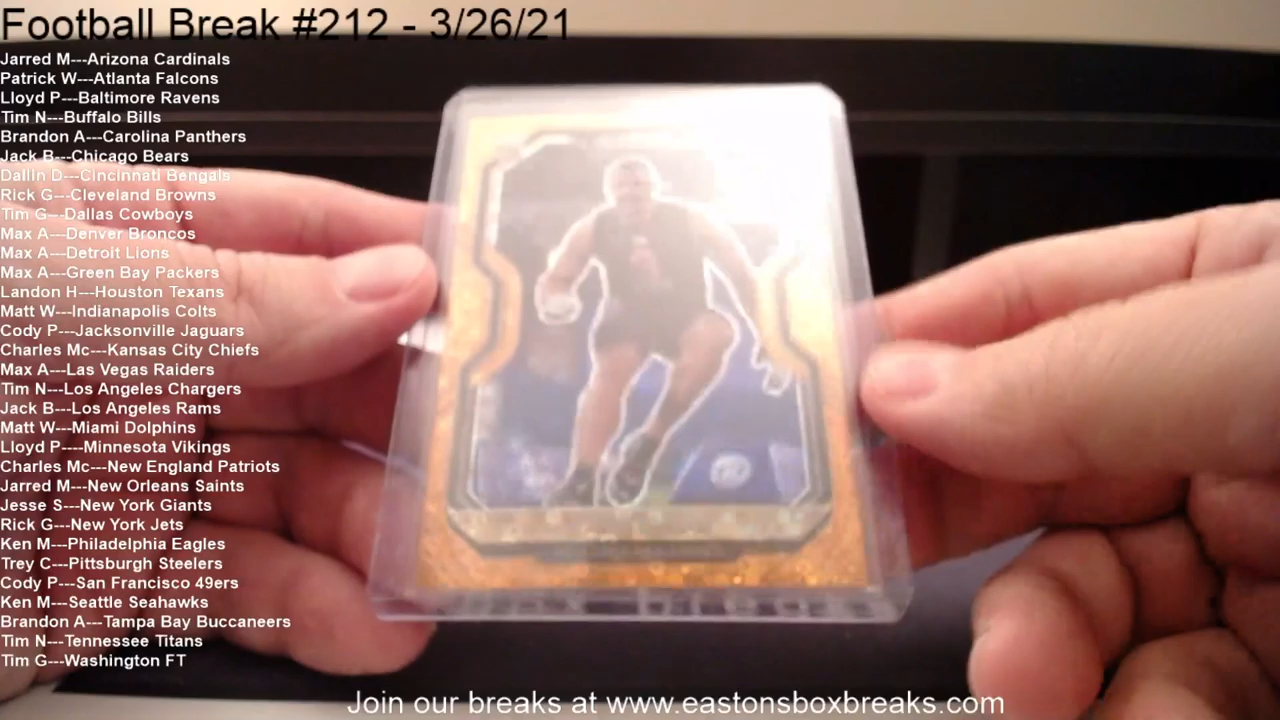 Football Break #212 - 3/26/21
Jarred M---Arizona Cardinals
Patrick W---Atlanta Falcons
Lloyd P---Baltimore Ravens
Tim N---Buffalo Bills
Brandon A---Carolina Panthers
Jack B---Chicago Bears
Dallin D---Cincinnati Bengals
Rick G---Cleveland Browns
Tim G---Dallas Cowboys
Max A---Denver Broncos
Max A---Detroit Lions
Max A---Green Bay Packers
Landon H---Houston Texans
Matt W---Indianapolis Colts
Cody P---Jacksonville Jaguars
Charles Mc---Kansas City Chiefs
Max A---Las Vegas Raiders
Tim N---Los Angeles Chargers
Jack B---Los Angeles Rams
Matt W---Miami Dolphins
Lloyd P----Minnesota Vikings
Charles Mc---New England Patriots
Jarred M---New Orleans Saints
Jesse S---New York Giants
Rick G---New York Jets
Ken M---Philadelphia Eagles
Trey C---Pittsburgh Steelers
Cody P---San Francisco 49ers
Ken M---Seattle Seahawks
Brandon A---Tampa Bay Buccaneers
Tim N---Tennessee Titans
Tim G---Washington FT
Join our breaks at www.eastonsboxbreaks.com